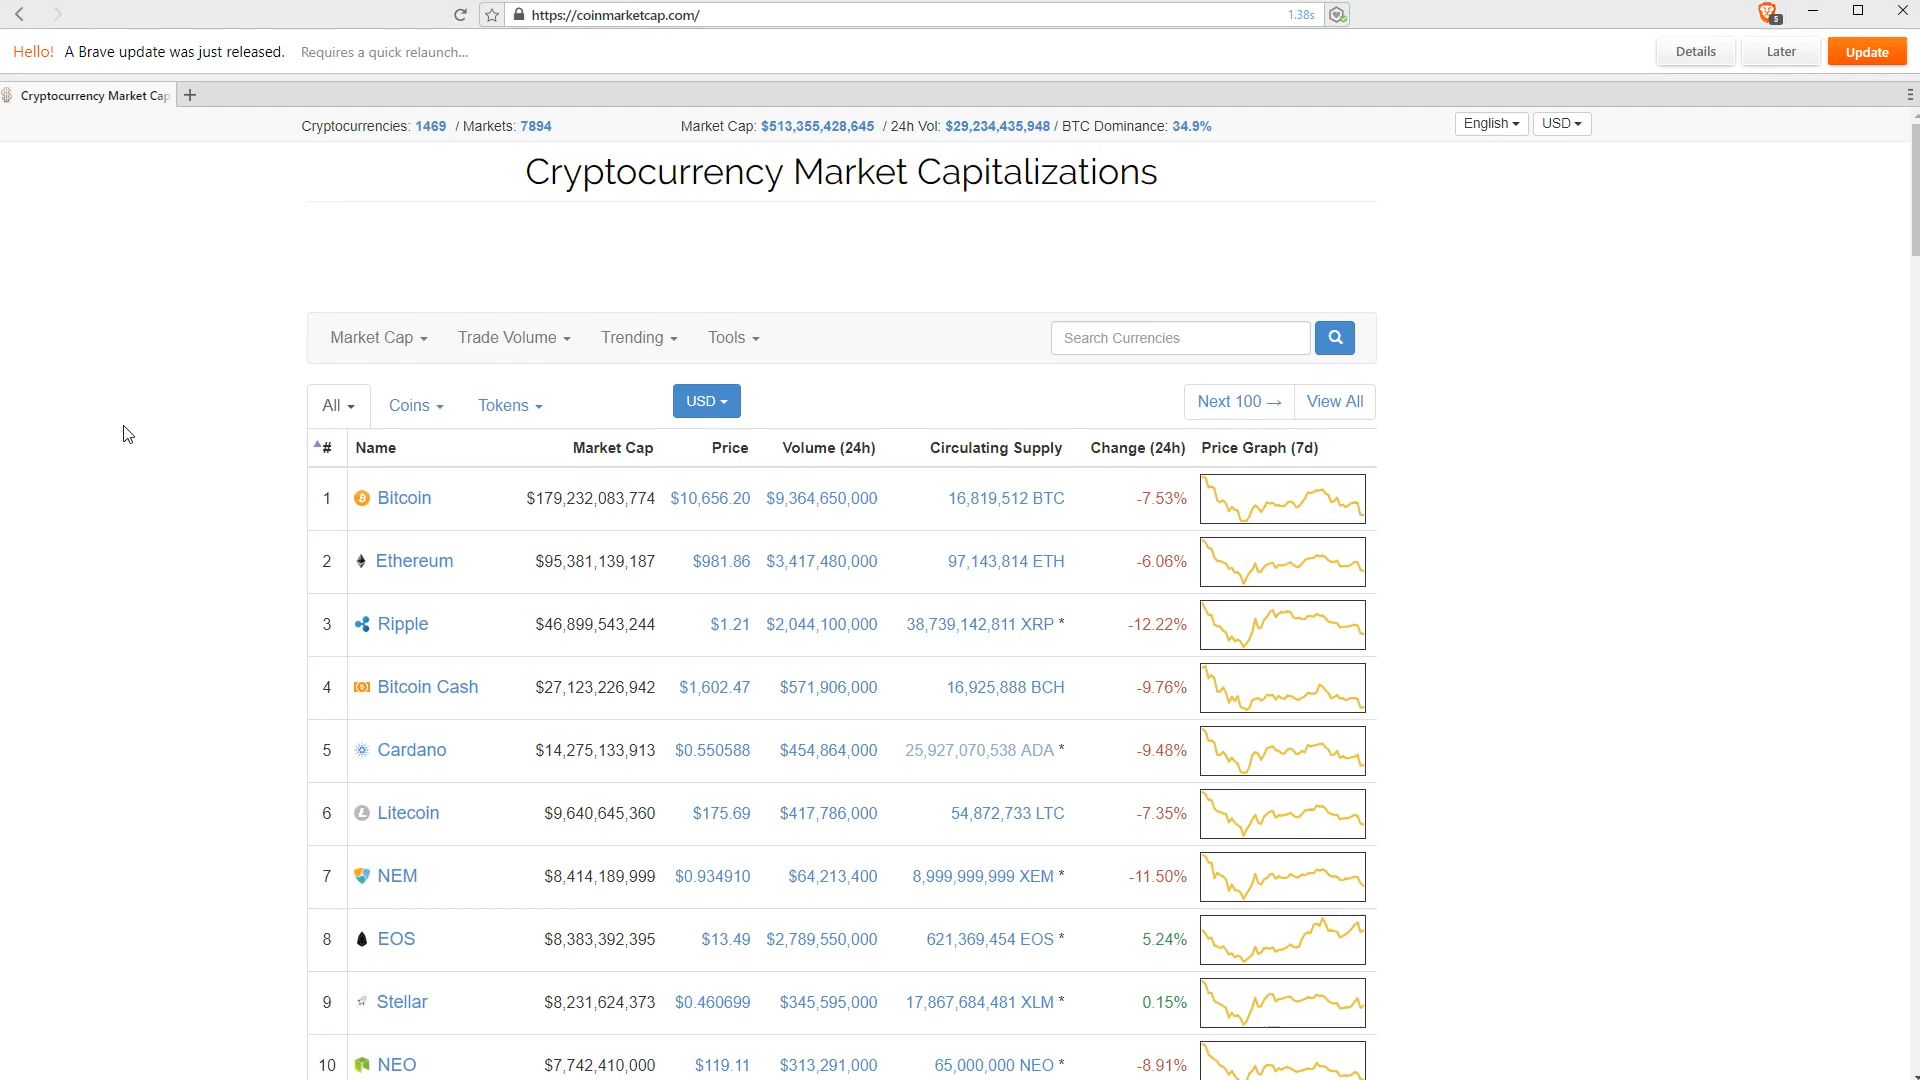 https://coinmarketcap.com/
1.38s
5
Hello! A Brave update was just released. Requires a quick relaunch...
Details
Later
Update
Cryptocurrency Market Cap
Cryptocurrencies: 1469 / Markets: 7894
Market Cap: $513,355,428,645 / 24h Vol: $29,234,435,948 / BTC Dominance: 34.9%
English
USD
Cryptocurrency Market Capitalizations
Market Cap
Trade Volume
Trending
Tools
Search Currencies
All
Coins
Tokens
USD
Next 100 →
View All
# Name Market Cap Price Volume (24h) Circulating Supply Change (24h) Price Graph (7d)
1 Bitcoin $179,232,083,774 $10,656.20 $9,364,650,000 16,819,512 BTC -7.53%
2 Ethereum $95,381,139,187 $981.86 $3,417,480,000 97,143,814 ETH -6.06%
3 Ripple $46,899,543,244 $1.21 $2,044,100,000 38,739,142,811 XRP * -12.22%
4 Bitcoin Cash $27,123,226,942 $1,602.47 $571,906,000 16,925,888 BCH -9.76%
5 Cardano $14,275,133,913 $0.550588 $454,864,000 25,927,070,538 ADA * -9.48%
6 Litecoin $9,640,645,360 $175.69 $417,786,000 54,872,733 LTC -7.35%
7 NEM $8,414,189,999 $0.934910 $64,213,400 8,999,999,999 XEM * -11.50%
8 EOS $8,383,392,395 $13.49 $2,789,550,000 621,369,454 EOS * 5.24%
9 Stellar $8,231,624,373 $0.460699 $345,595,000 17,867,684,481 XLM * 0.15%
10 NEO $7,742,410,000 $119.11 $313,291,000 65,000,000 NEO * -8.91%